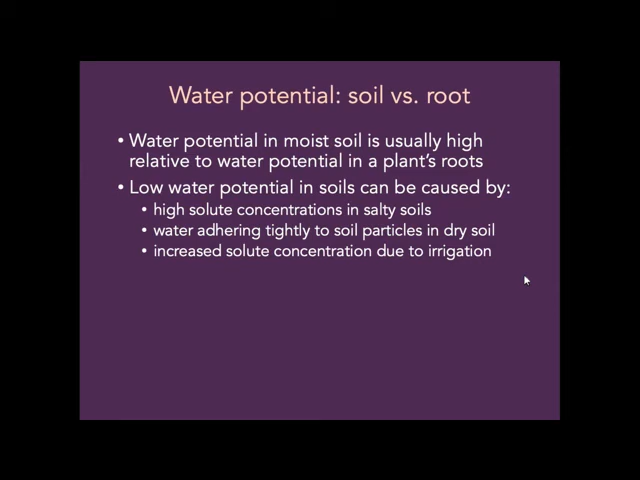 Water potential: soil vs. root
• Water potential in moist soil is usually high
relative to water potential in a plant's roots
• Low water potential in soils can be caused by:
• high solute concentrations in salty soils
• water adhering tightly to soil particles in dry soil
• increased solute concentration due to irrigation